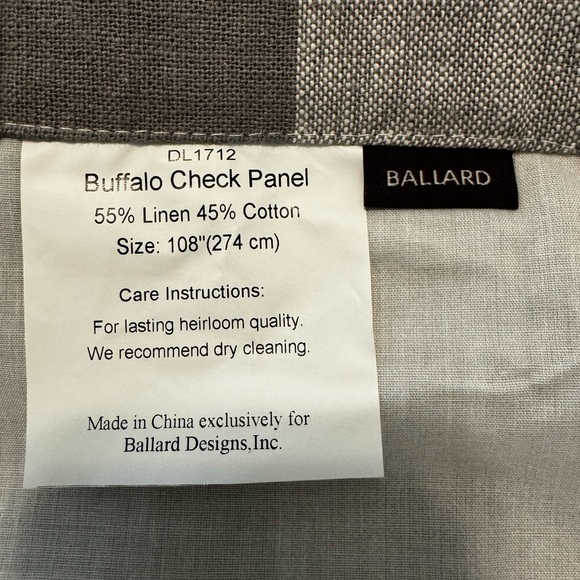 DL1712
Buffalo Check Panel
55% Linen 45% Cotton
Size: 108"(274 cm)
Care Instructions:
For lasting heirloom quality.
We recommend dry cleaning.
Made in China exclusively for
Ballard Designs,Inc.
BALLARD